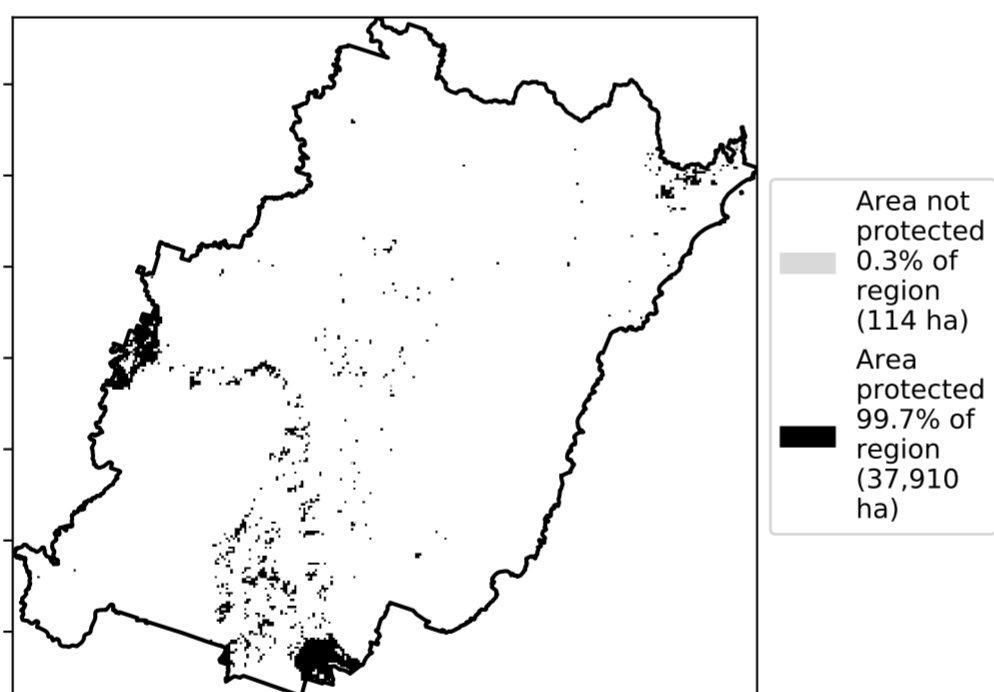 Area not
protected
0.3% of
region
(114 ha)
Area
protected
99.7% of
region
(37,910
ha)